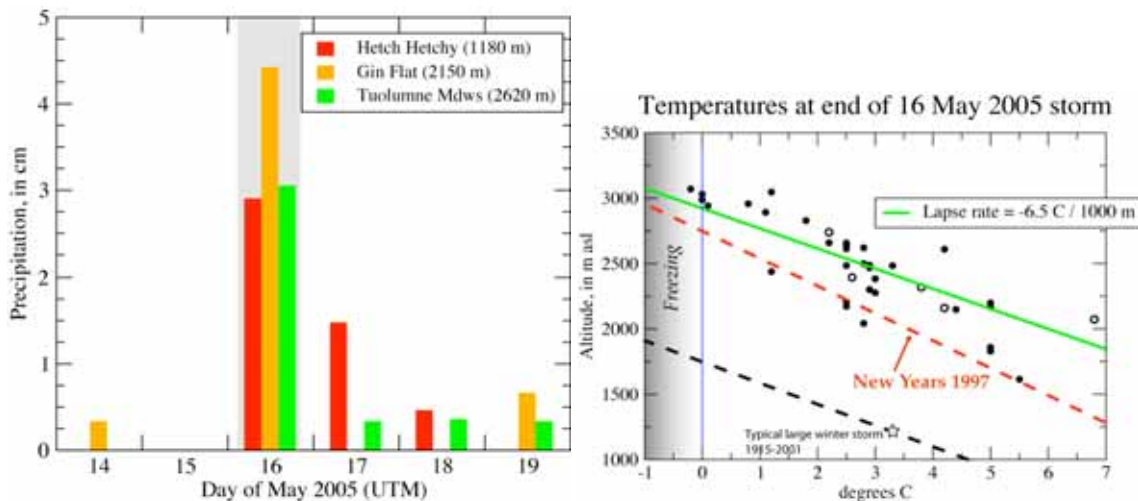 5
4
3
2
1
0
Precipitation, in cm
Hetch Hetchy (1180 m)
Gin Flat (2150 m)
Tuolumne Mdws (2620 m)
14 15 16 17 18 19
Day of May 2005 (UTM)
Temperatures at end of 16 May 2005 storm
3500
3000
2500
2000
1500
1000
Altitude, in m asl
Freezing
Lapse rate = -6.5 C / 1000 m
New Years 1997
Typical large winter storm
1915-2001
-1 0 1 2 3 4 5 6 7
degrees C